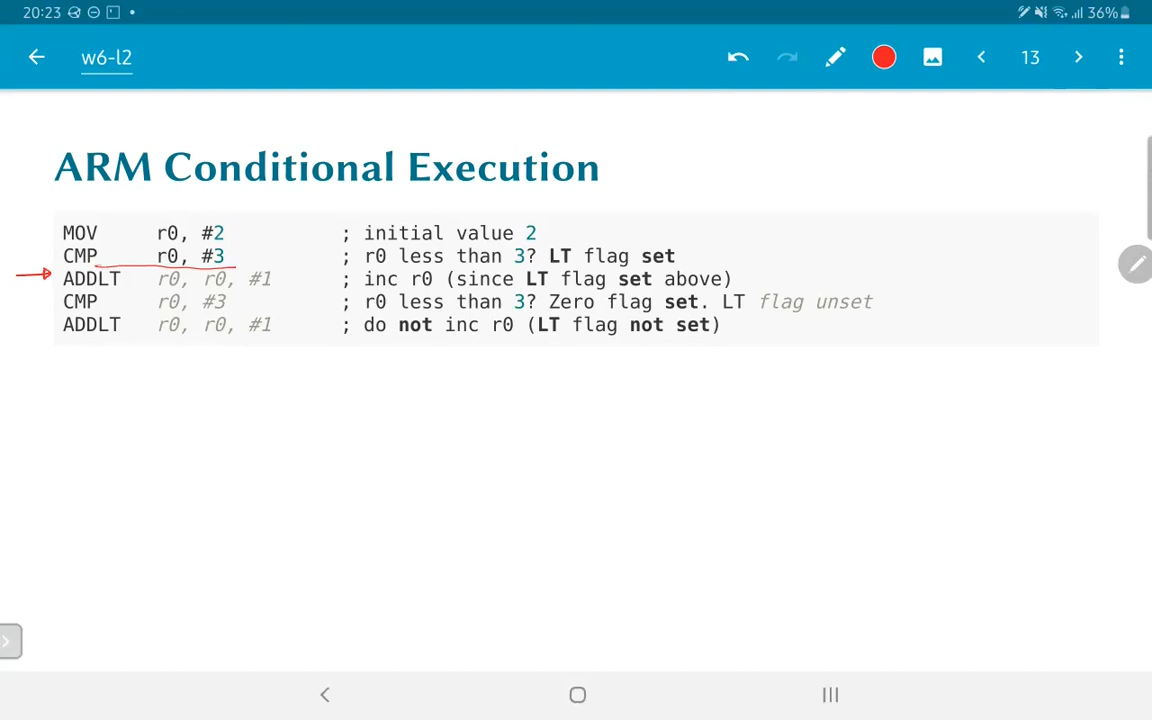 20:23
36%
w6-l2
13
ARM Conditional Execution
MOV r0, #2 ; initial value 2
CMP r0, #3 ; r0 less than 3? LT flag set
ADDLT r0, r0, #1 ; inc r0 (since LT flag set above)
CMP r0, #3 ; r0 less than 3? Zero flag set. LT flag unset
ADDLT r0, r0, #1 ; do not inc r0 (LT flag not set)